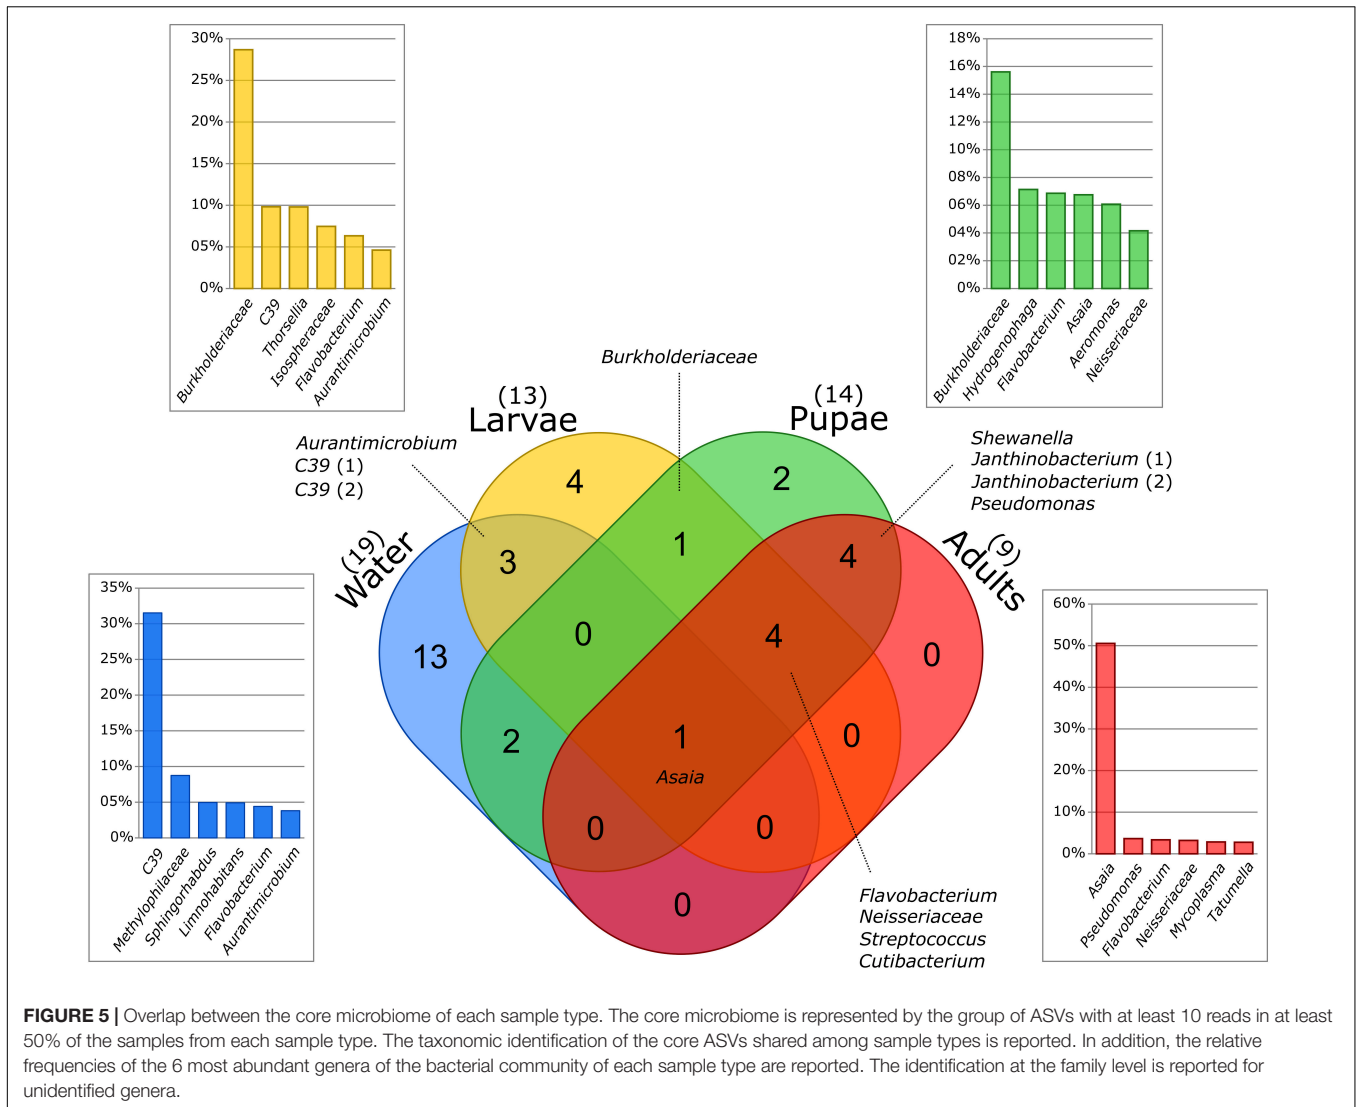 30%
25%
20%
15%
10%
05%
0%
Burkholderiaceae
C39
Thorsellia
Isospheraceae
Flavobacterium
Aurantimicrobium
18%
16%
14%
12%
10%
08%
06%
04%
02%
0%
Burkholderiaceae
Hydrogenophaga
Flavobacterium
Asaia
Aeromonas
Neisseriaceae
Burkholderiaceae
(13)
Larvae
(14)
Pupae
Aurantimicrobium
C39 (1)
C39 (2)
Shewanella
Janthinobacterium (1)
Janthinobacterium (2)
Pseudomonas
(19)
Water
(9)
Adults
4
2
3
1
4
0
4
13
0
2
1
0
Asaia
0
0
0
35%
30%
25%
20%
15%
10%
05%
0%
C39
Methylophilaceae
Sphingorhabdus
Limnohabitans
Flavobacterium
Aurantimicrobium
60%
50%
40%
30%
20%
10%
0%
Asaia
Pseudomonas
Flavobacterium
Neisseriaceae
Mycoplasma
Tatumella
Flavobacterium
Neisseriaceae
Streptococcus
Cutibacterium
FIGURE 5 | Overlap between the core microbiome of each sample type. The core microbiome is represented by the group of ASVs with at least 10 reads in at least
50% of the samples from each sample type. The taxonomic identification of the core ASVs shared among sample types is reported. In addition, the relative
frequencies of the 6 most abundant genera of the bacterial community of each sample type are reported. The identification at the family level is reported for
unidentified genera.